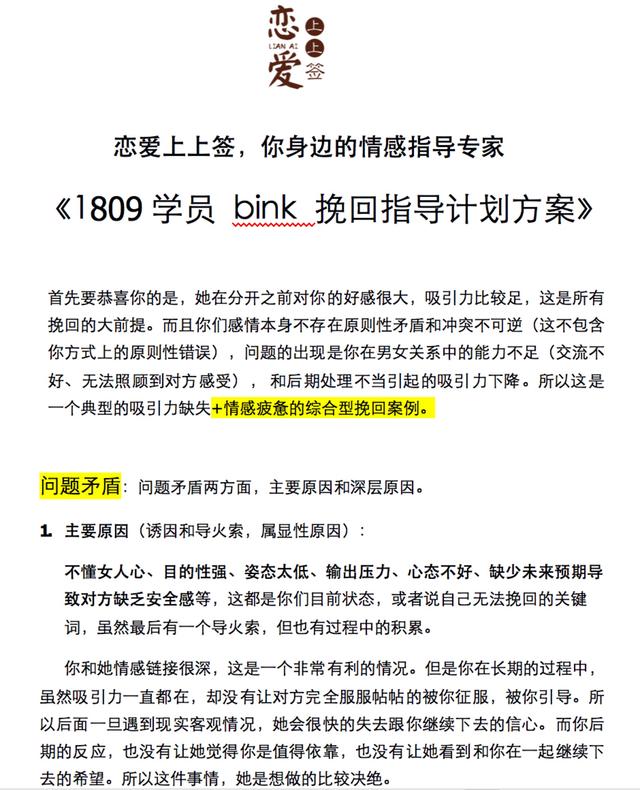 恋爱
LIAN AI
上上签
恋爱上上签，你身边的情感指导专家
《1809 学员 bink 挽回指导计划方案》
首先要恭喜你的是，她在分开之前对你的好感很大，吸引力比较足，这是所有
挽回的大前提。而且你们感情本身不存在原则性矛盾和冲突不可逆（这不包含
你方式上的原则性错误），问题的出现是你在男女关系中的能力不足（交流不
好、无法照顾到对方感受）， 和后期处理不当引起的吸引力下降。所以这是
一个典型的吸引力缺失+情感疲惫的综合型挽回案例。
问题矛盾：问题矛盾两方面，主要原因和深层原因。
1. 主要原因（诱因和导火索，属显性原因）：
不懂女人心、目的性强、姿态太低、输出压力、心态不好、缺少未来预期导
致对方缺乏安全感等，这都是你们目前状态，或者说自己无法挽回的关键
词，虽然最后有一个导火索，但也有过程中的积累。
你和她情感链接很深，这是一个非常有利的情况。但是你在长期的过程中，
虽然吸引力一直都在，却没有让对方完全服服帖帖的被你征服，被你引导。所
以后面一旦遇到现实客观情况，她会很快的失去跟你继续下去的信心。而你后
期的反应，也没有让她觉得你是值得依靠，也没有让她看到和你在一起继续下
去的希望。所以这件事情，她是想做的比较决绝。